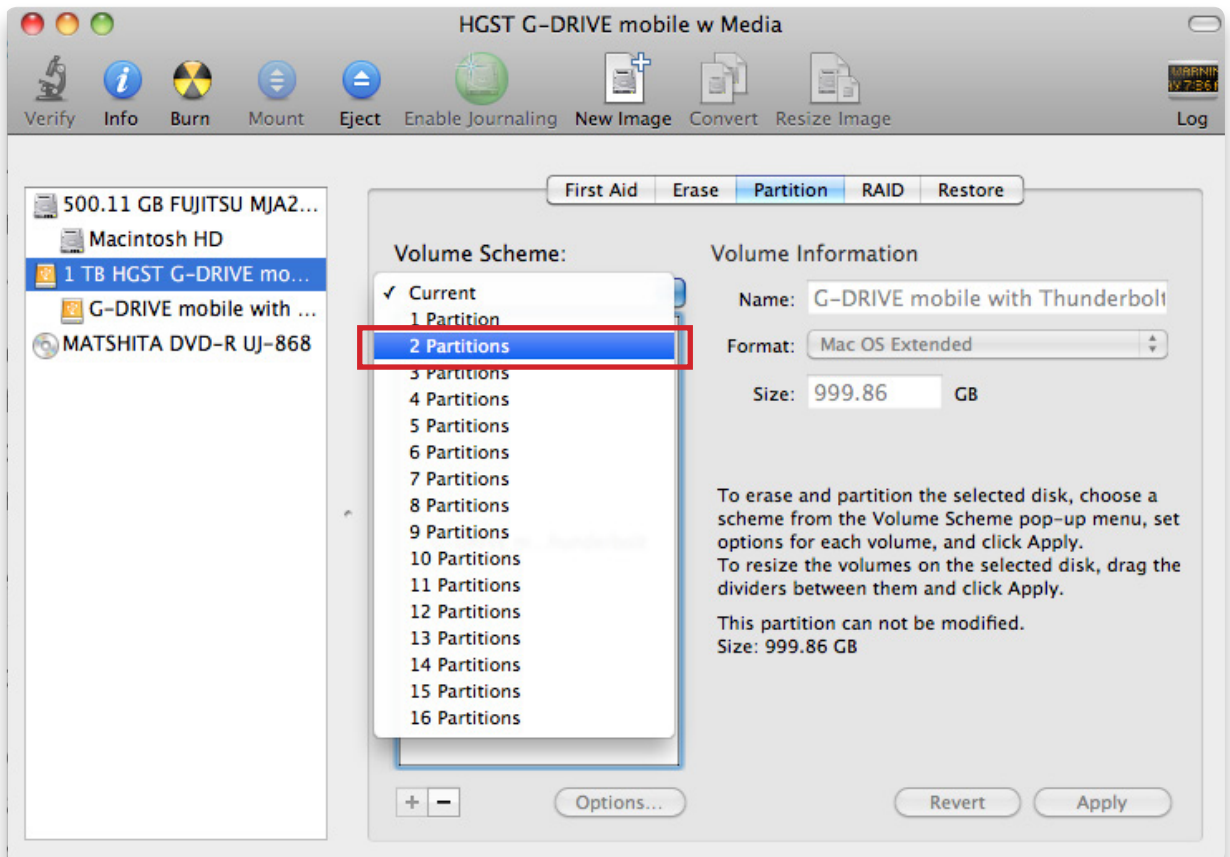 HGST G-DRIVE mobile w Media
Verify Info Burn Mount Eject Enable Journaling New Image Convert Resize Image Log
500.11 GB FUJITSU MJA2...
Macintosh HD
1 TB HGST G-DRIVE mo...
G-DRIVE mobile with ...
MATSHITA DVD-R UJ-868
First Aid Erase Partition RAID Restore
Volume Scheme:
✓ Current
1 Partition
2 Partitions
3 Partitions
4 Partitions
5 Partitions
6 Partitions
7 Partitions
8 Partitions
9 Partitions
10 Partitions
11 Partitions
12 Partitions
13 Partitions
14 Partitions
15 Partitions
16 Partitions
+ −
Options...
Volume Information
Name: G-DRIVE mobile with Thunderbolt
Format: Mac OS Extended
Size: 999.86 GB
To erase and partition the selected disk, choose a
scheme from the Volume Scheme pop-up menu, set
options for each volume, and click Apply.
To resize the volumes on the selected disk, drag the
dividers between them and click Apply.
This partition can not be modified.
Size: 999.86 GB
Revert Apply